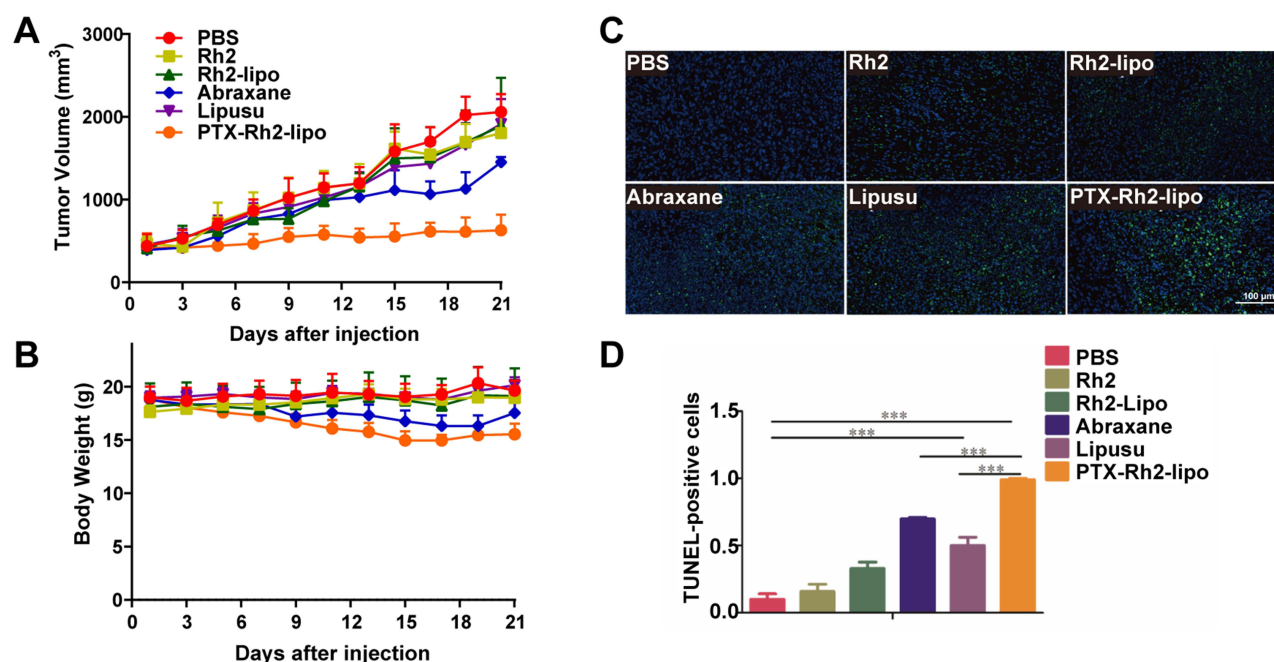 A
Tumor Volume (mm³)
3000
2000
1000
0
PBS
Rh2
Rh2-lipo
Abraxane
Lipusu
PTX-Rh2-lipo
0 3 6 9 12 15 18 21
Days after injection
B
Body Weight (g)
20
15
10
5
0
0 3 6 9 12 15 18 21
Days after injection
C
PBS
Rh2
Rh2-lipo
Abraxane
Lipusu
PTX-Rh2-lipo
100 μm
D
TUNEL-positive cells
1.5
1.0
0.5
0.0
***
***
***
***
PBS
Rh2
Rh2-Lipo
Abraxane
Lipusu
PTX-Rh2-lipo